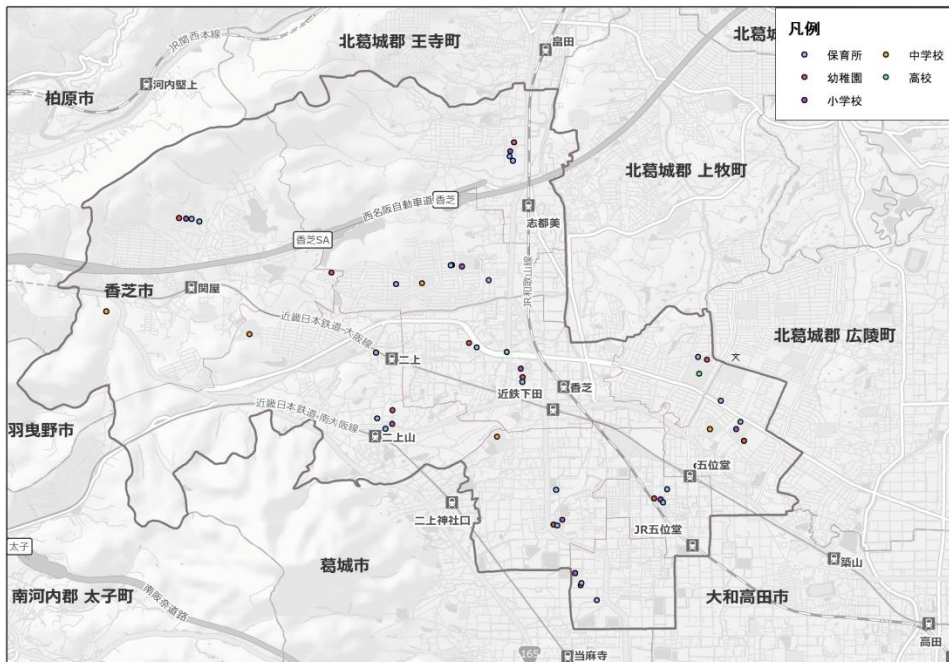 凡例
保育所
中学校
幼稚園
高校
小学校
北葛城郡 王寺町
畠田
北葛城
JR関西本線
河内堅上
柏原市
北葛城郡 上牧町
西名阪自動車道
香芝
志都美
香芝SA
JR和歌山線
関屋
香芝市
近畿日本鉄道-大阪線
北葛城郡 広陵町
文
二上
香芝
近鉄下田
近畿日本鉄道-南大阪線
羽曳野市
二上山
五位堂
二上神社口
JR五位堂
太子
葛城市
築山
南河内郡 太子町
南阪奈道路
大和高田市
高田
165
当麻寺